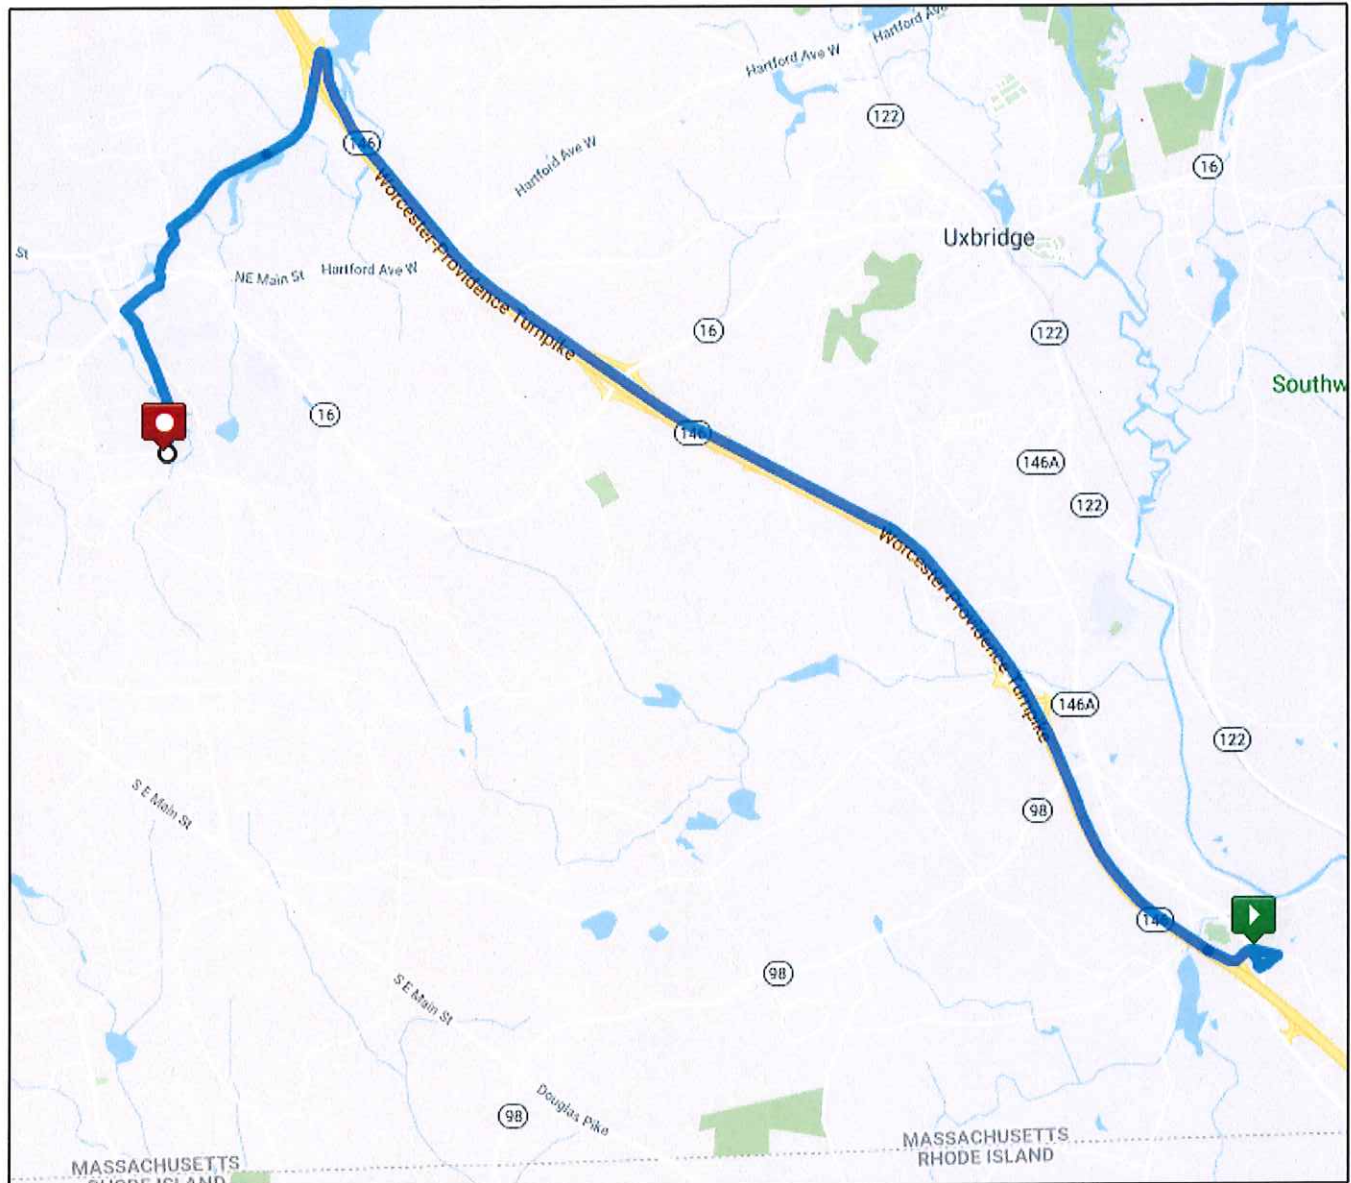 Hartford Ave
Hartford Ave W
122
146
Hartford Ave W
16
Uxbridge
St
NE Main St
Hartford Ave W
Worcester-Providence Turnpike
16
122
Southw
16
146
146A
122
Worcester-Providence Turnpike
146A
122
S E Main St
98
146
98
S E Main St
98
Douglas Pike
MASSACHUSETTS
RHODE ISLAND
MASSACHUSETTS
RHODE ISLAND